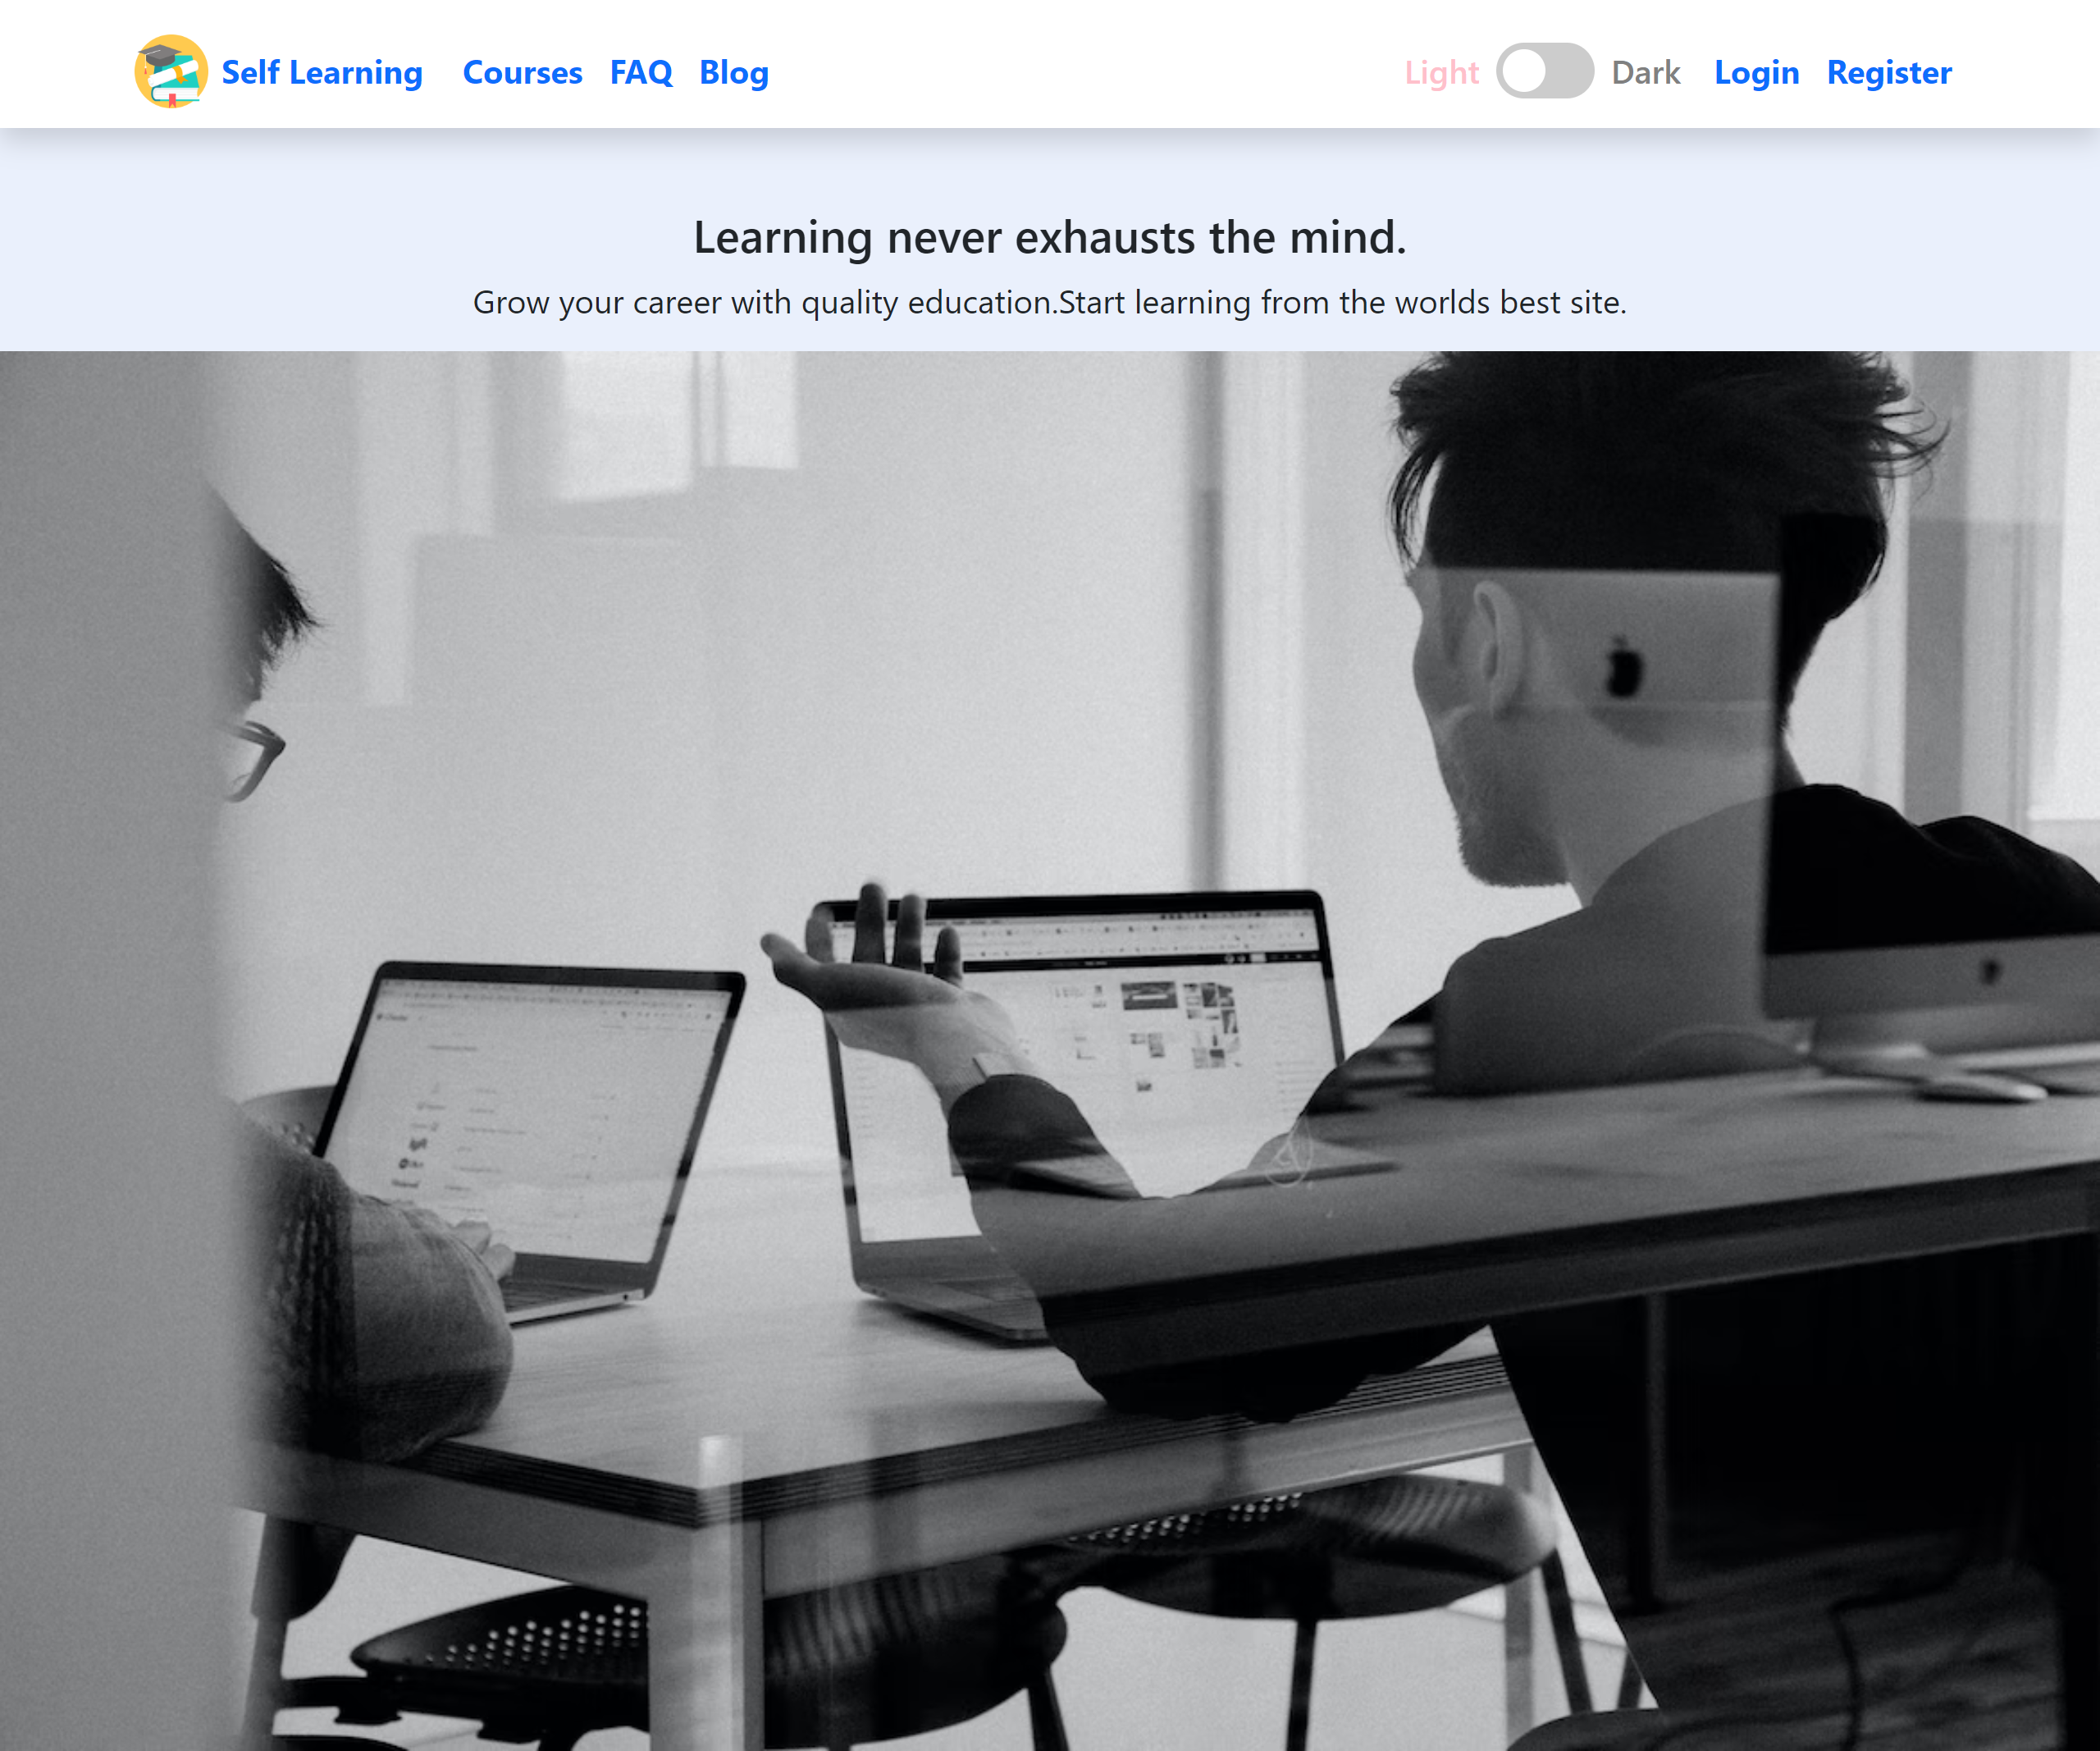 Self Learning Courses FAQ Blog Light Dark Login Register
Learning never exhausts the mind.
Grow your career with quality education.Start learning from the worlds best site.